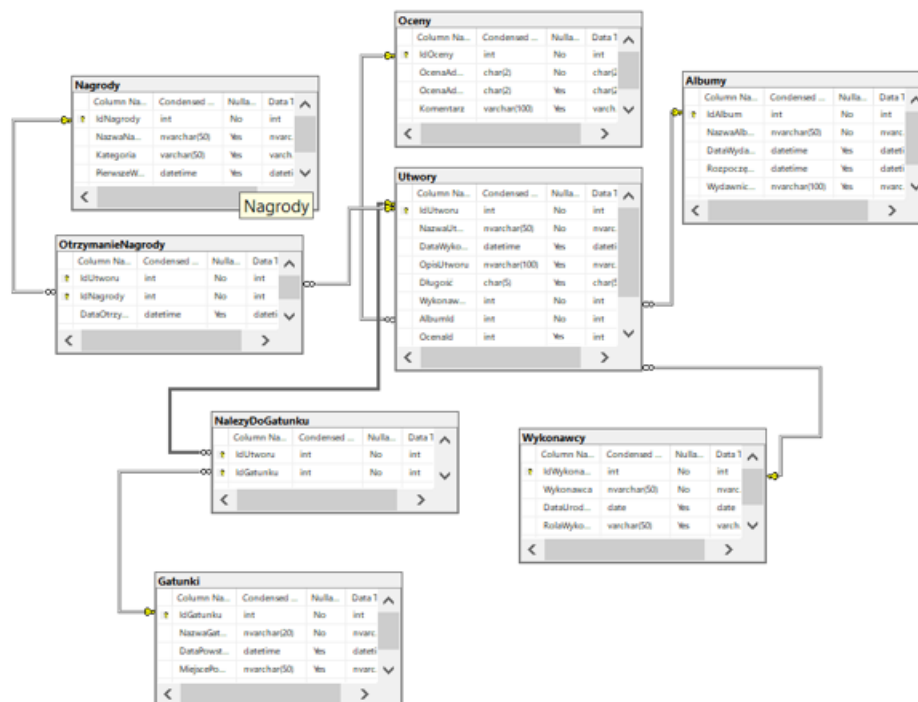 Oceny
Column Na... Condensed ... Nulla... Data T
IdOceny int No int
OcenaAd... char(2) No char(2
OcenaAd... char(2) Yes char(2
Komentarz varchar(100) Yes varch.
Nagrody
Column Na... Condensed ... Nulla... Data T
IdNagrody int No int
NazwaNa... nvarchar(50) Yes nvarc.
Kategoria varchar(50) Yes varch.
PierwszeW... datetime Yes dateti
Nagrody
Albumy
Column Na... Condensed ... Nulla... Data T
IdAlbum int No int
NazwaAlb... nvarchar(50) No nvarc.
DataWyda... datetime Yes dateti
Rozpoczę... datetime Yes dateti
Wydawnic... nvarchar(100) Yes nvarc.
Utwory
Column Na... Condensed ... Nulla... Data T
IdUtworu int No int
NazwaUt... nvarchar(50) No nvarc.
DataWyko... datetime Yes dateti
OpisUtworu nvarchar(100) Yes nvarc.
Długość char(5) Yes char(5
Wykonaw... int No int
AlbumId int No int
OcenaId int Yes int
OtrzymanieNagrody
Column Na... Condensed ... Nulla... Data T
IdUtworu int No int
IdNagrody int No int
DataOtrzy... datetime Yes dateti
NalezyDoGatunku
Column Na... Condensed ... Nulla... Data T
IdUtworu int No int
IdGatunku int No int
Wykonawcy
Column Na... Condensed ... Nulla... Data T
IdWykona... int No int
Wykonawca nvarchar(50) No nvarc.
DataUrod... date Yes date
RolaWyko... varchar(50) Yes varch.
Gatunki
Column Na... Condensed ... Nulla... Data T
IdGatunku int No int
NazwaGat... nvarchar(20) No nvarc.
DataPowst... datetime Yes dateti
MiejscePo... nvarchar(50) Yes nvarc.